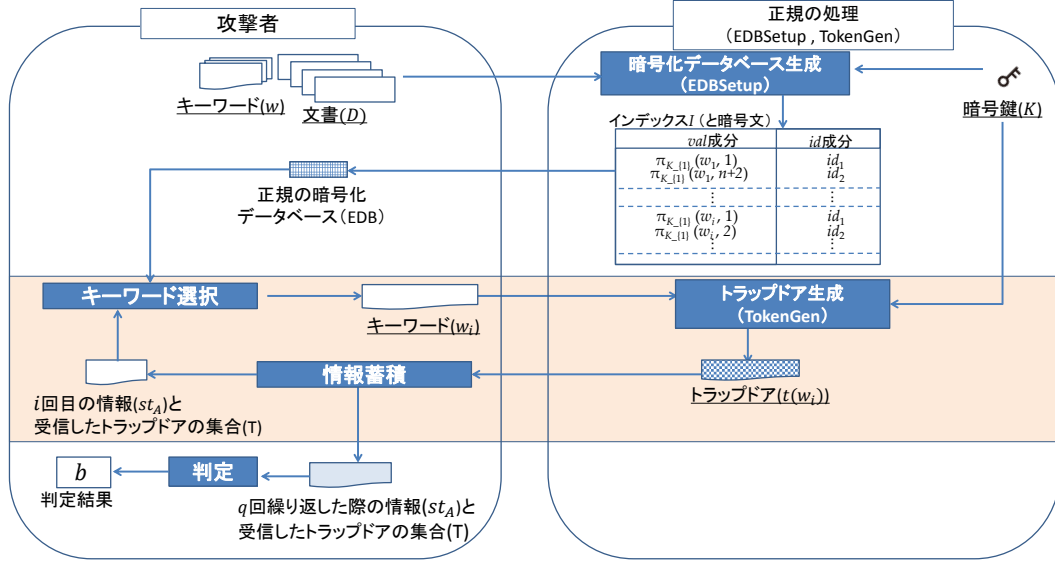 攻撃者
正規の処理
（EDBSetup , TokenGen）
キーワード(w)
文書(D)
暗号化データベース生成
（EDBSetup）
暗号鍵(K)
インデックスI（と暗号文）
val成分
id成分
π_{K_{1}}(w₁, 1)
id₁
π_{K_{1}}(w₁, n+2)
id₂
⋮
⋮
π_{K_{1}}(w_i, 1)
id₁
π_{K_{1}}(w_i, 2)
id₂
⋮
⋮
正規の暗号化
データベース（EDB）
キーワード選択
キーワード(w_i)
トラップドア生成
（TokenGen）
情報蓄積
トラップドア(t(w_i))
i回目の情報(st_A)と
受信したトラップドアの集合(T)
b
判定結果
判定
q回繰り返した際の情報(st_A)と
受信したトラップドアの集合(T)